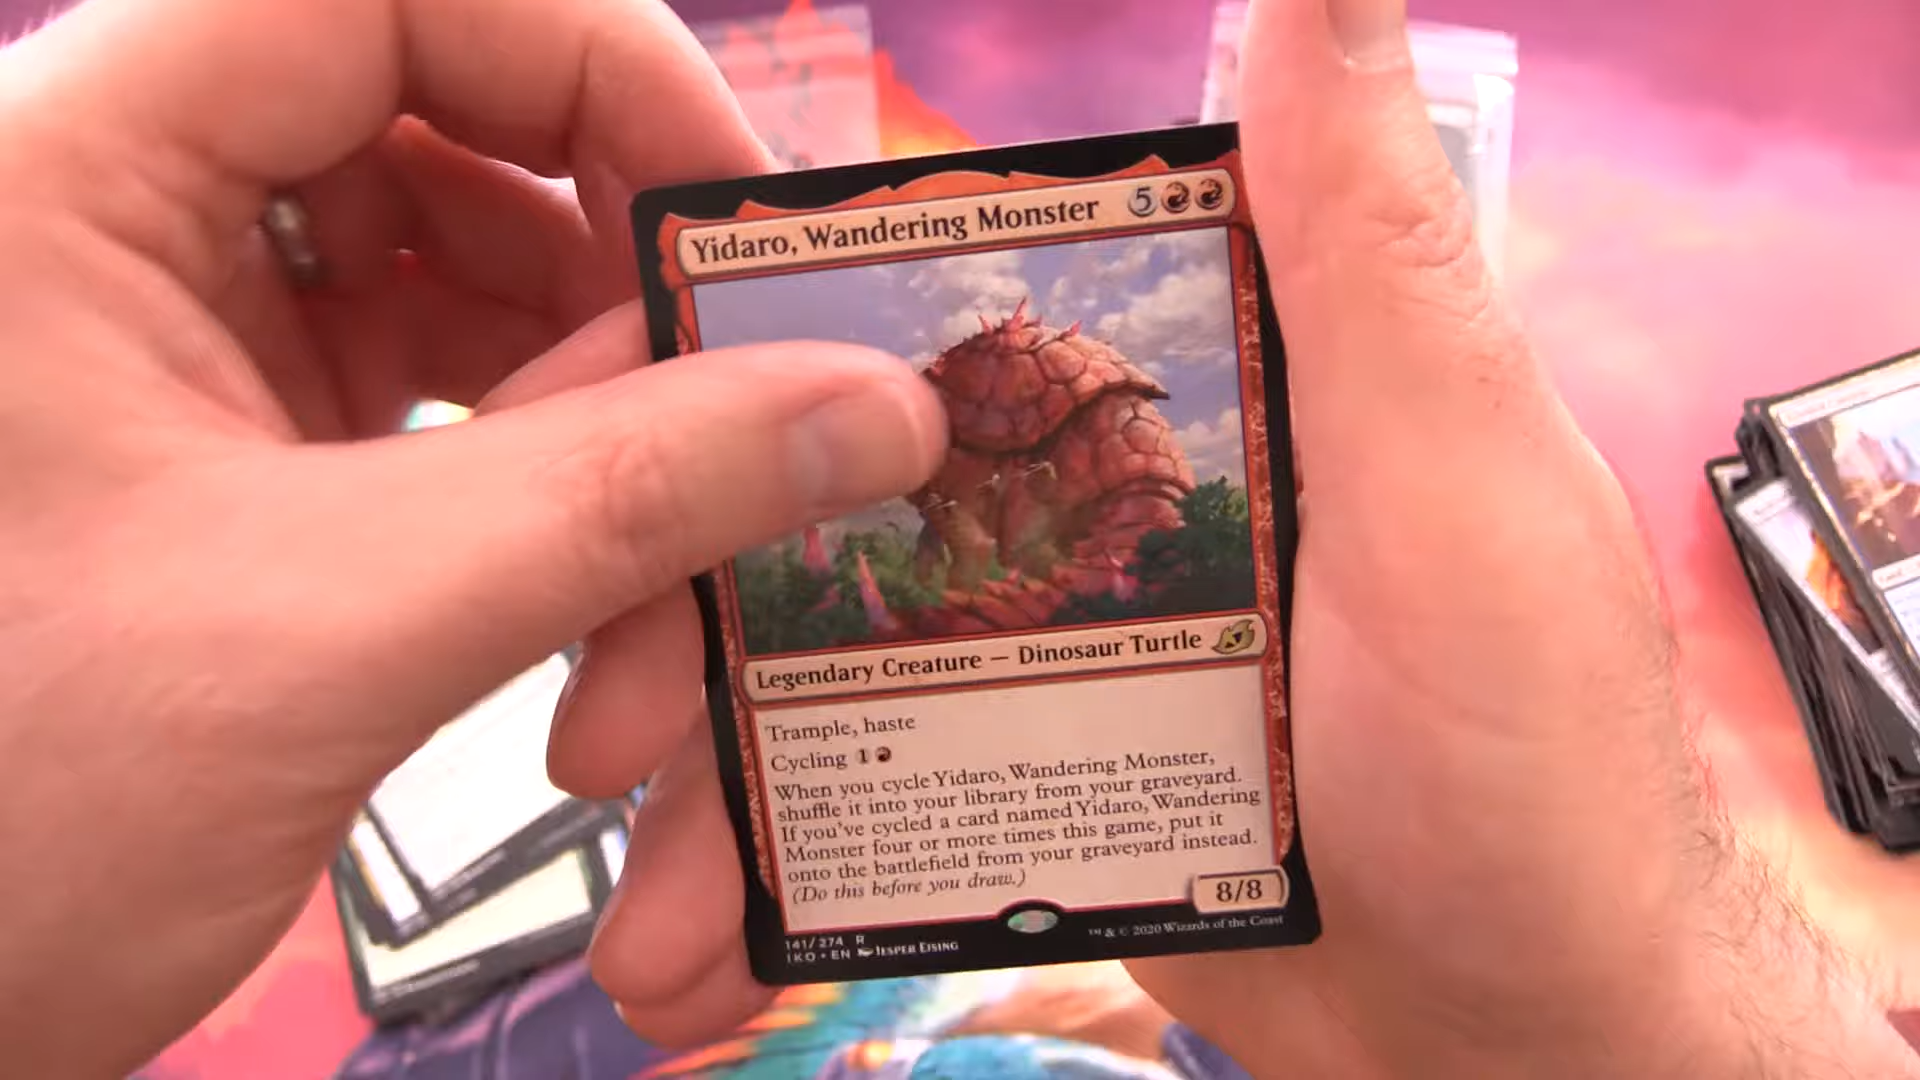 Yidaro, Wandering Monster 5
Legendary Creature — Dinosaur Turtle
Trample, haste
Cycling 1
When you cycle Yidaro, Wandering Monster,
shuffle it into your library from your graveyard.
If you've cycled a card named Yidaro, Wandering
Monster four or more times this game, put it
onto the battlefield from your graveyard instead.
(Do this before you draw.)
8/8
141/274 R
IKO • EN JESPER EJSING
™ & © 2020 Wizards of the Coast